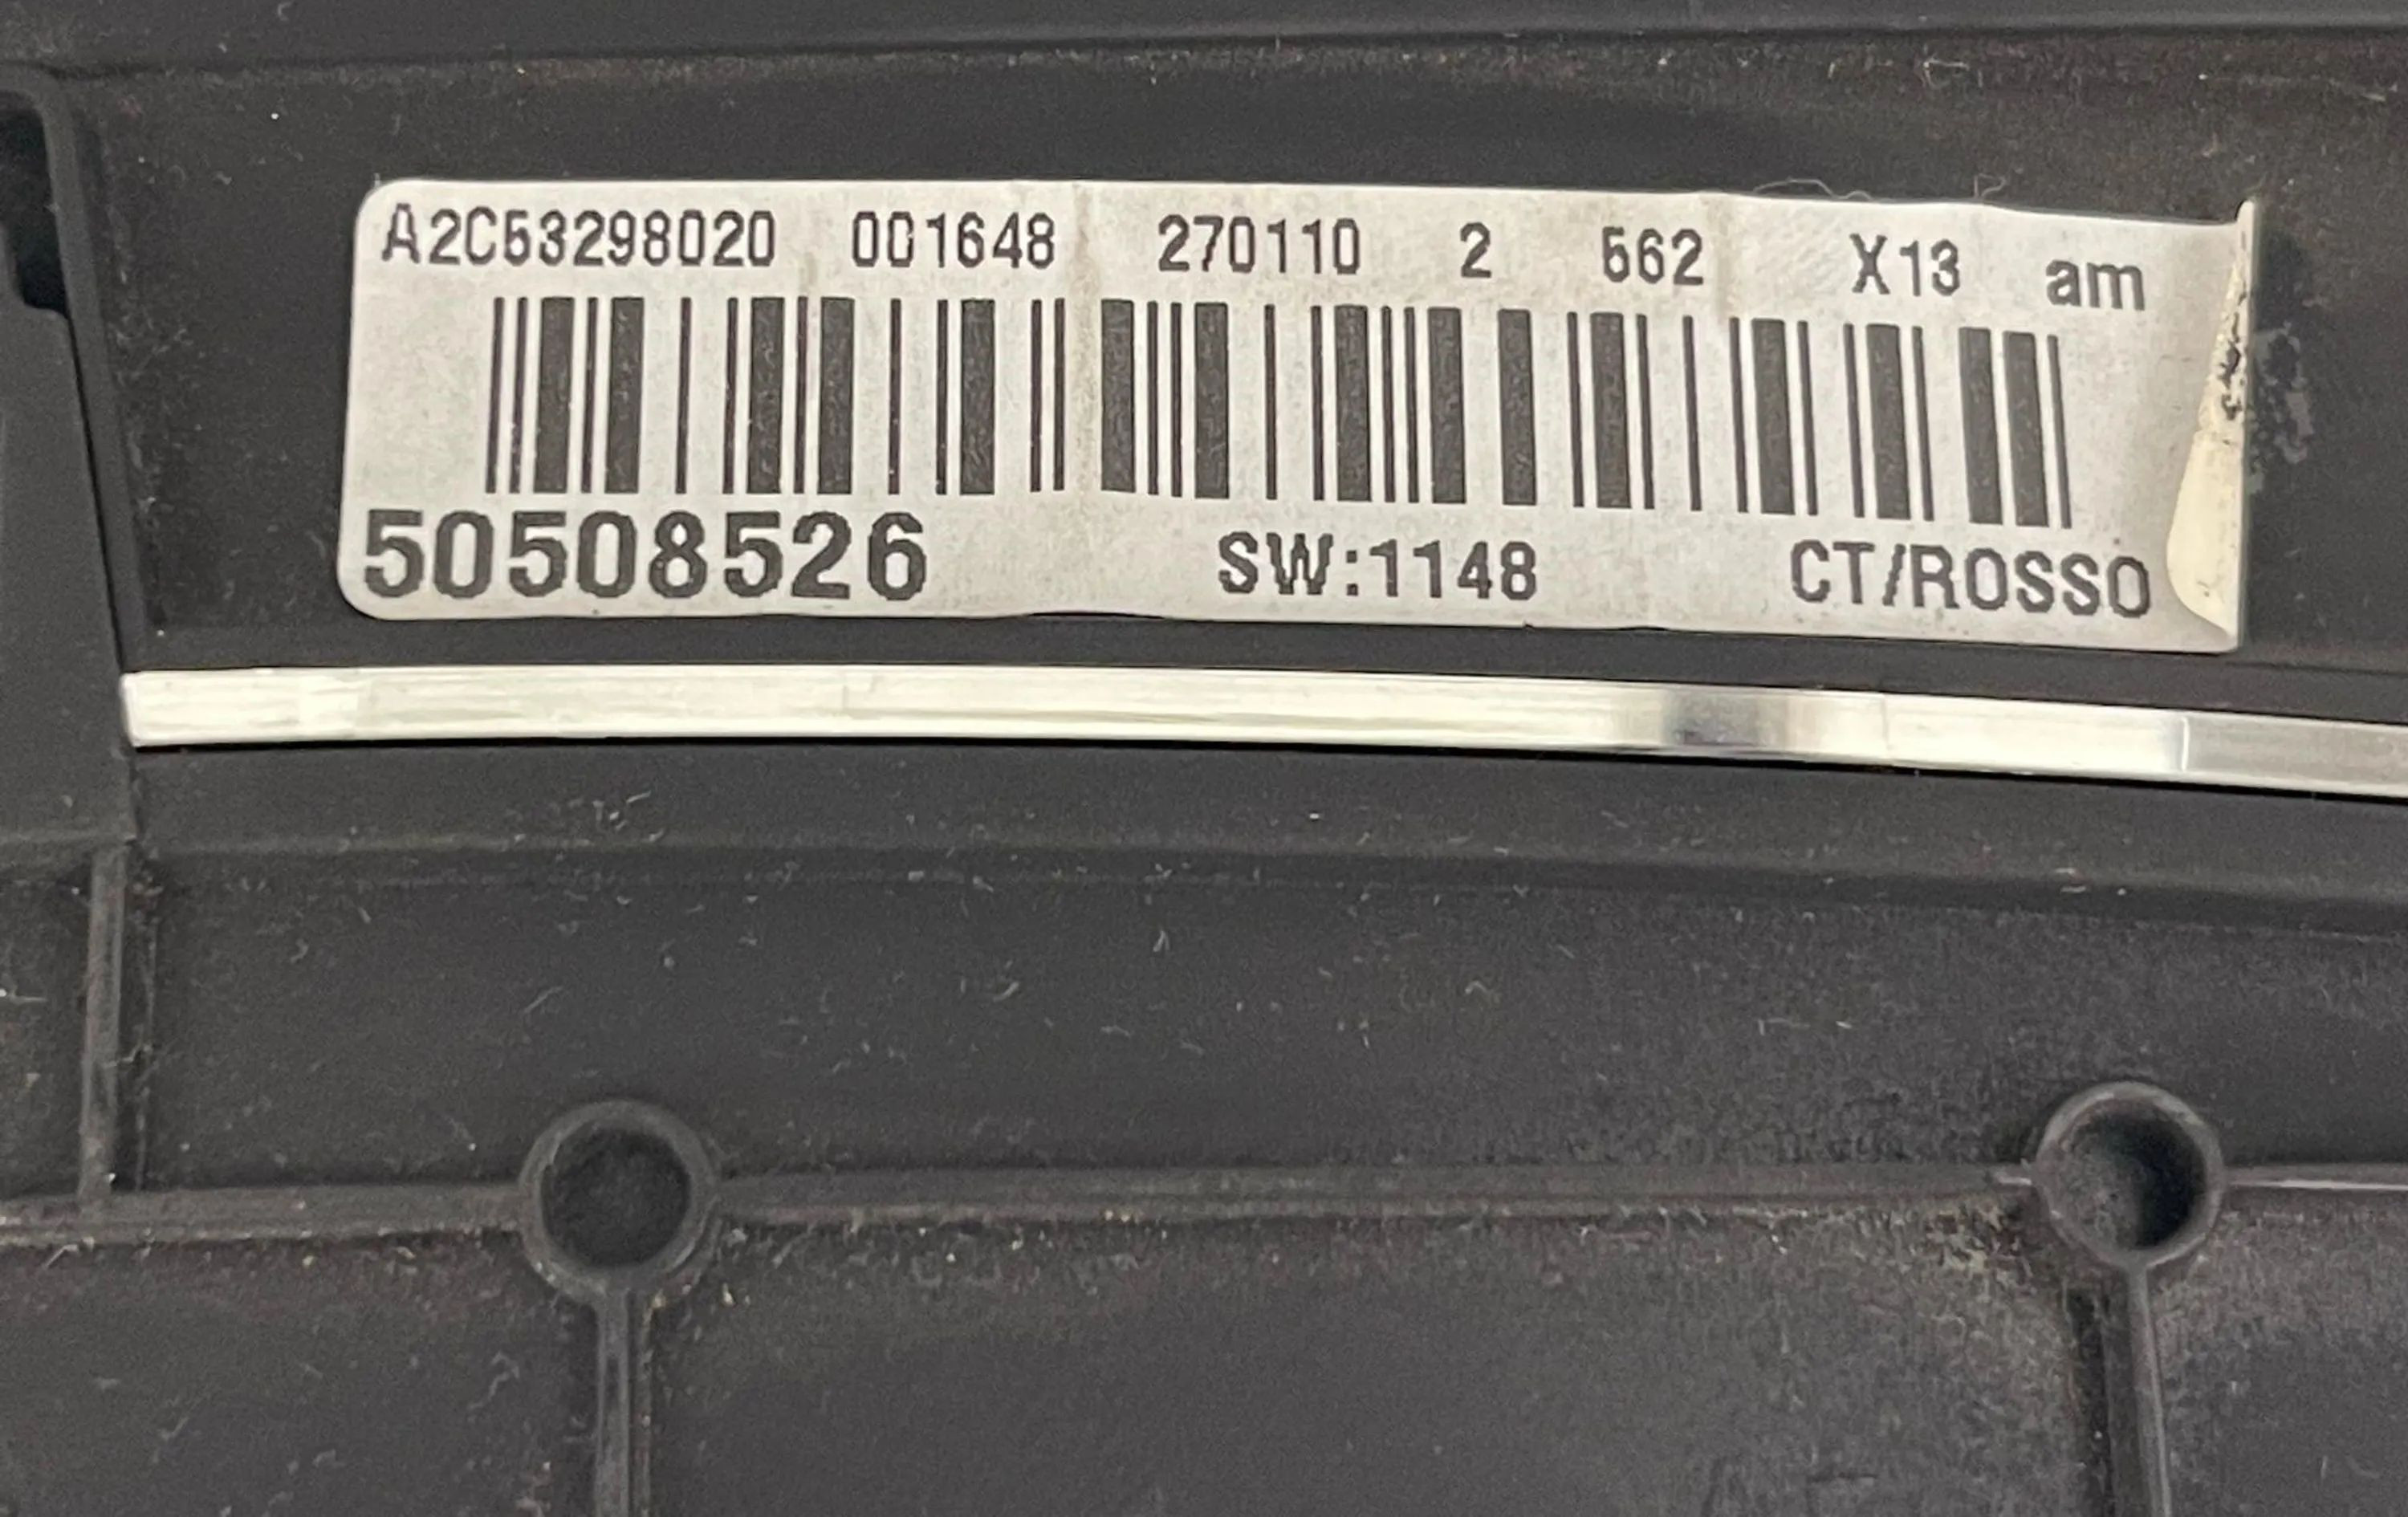 A2C53298020 001648 270110 2 562 X13 am
50508526 SW:1148 CT/ROSSO